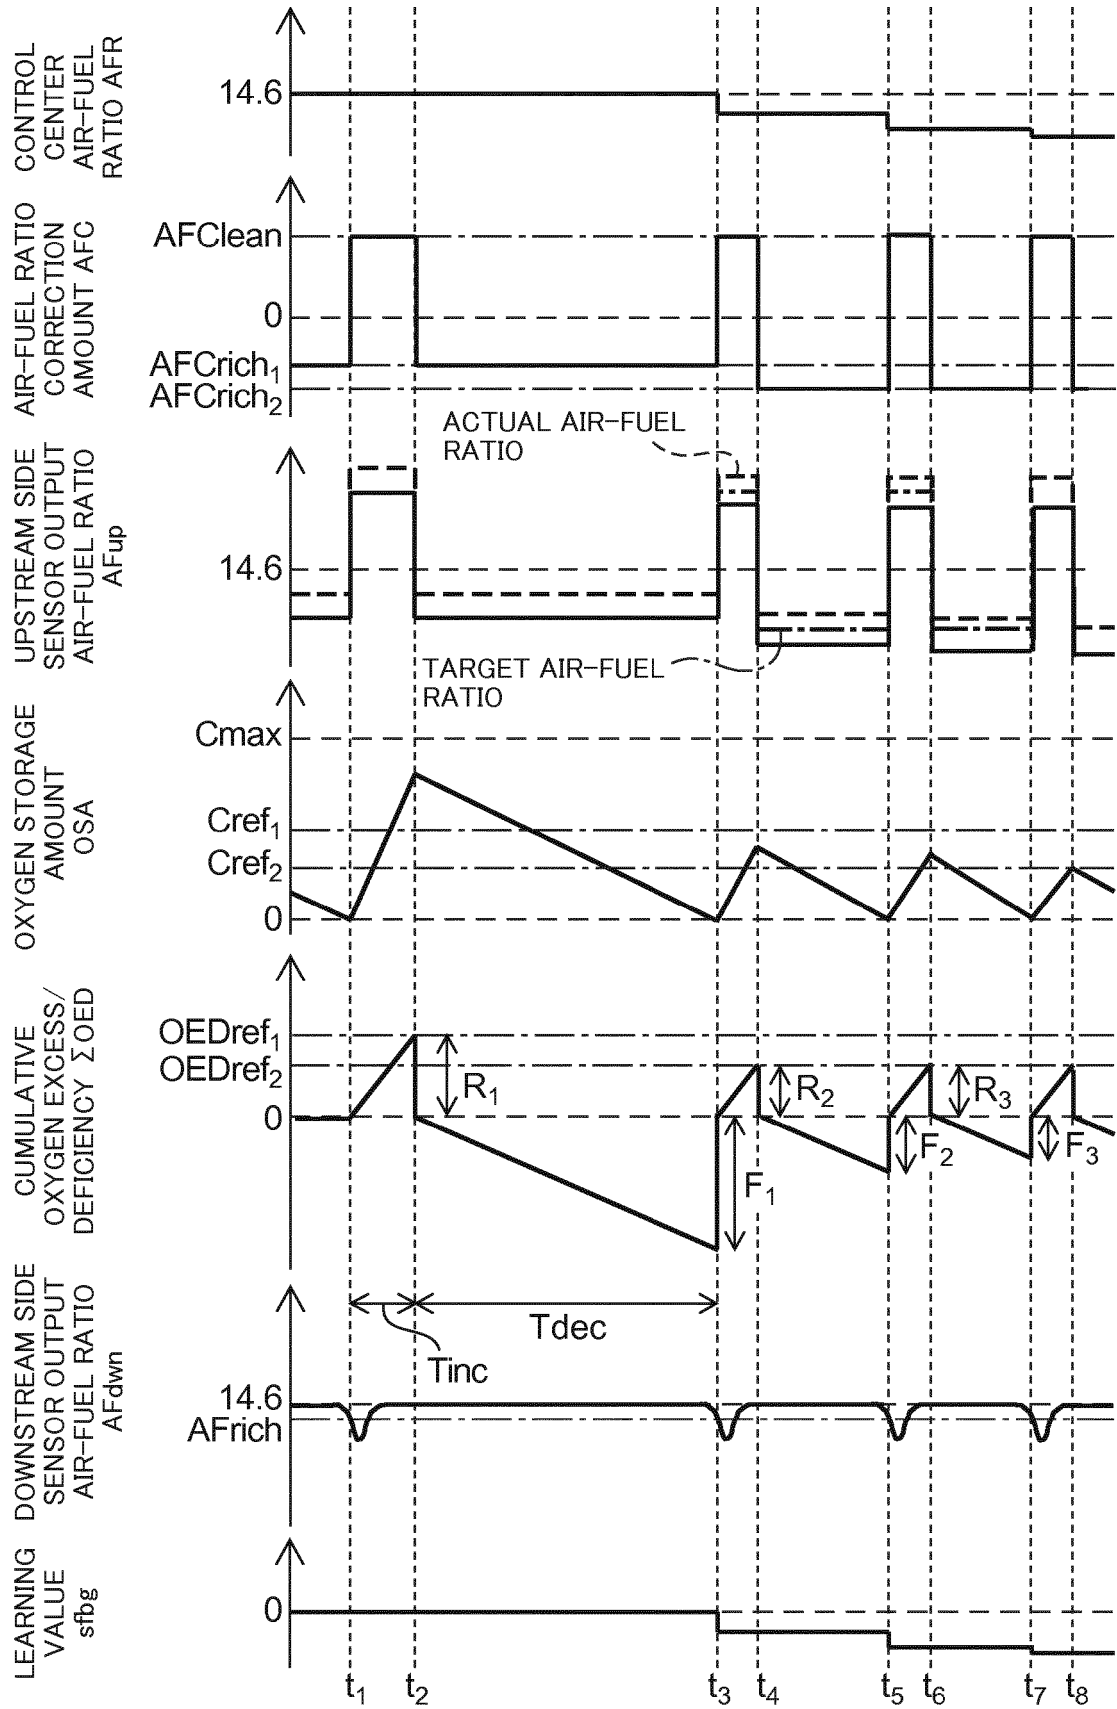 CONTROL
CENTER
AIR-FUEL
RATIO AFR
14.6
AIR-FUEL RATIO
CORRECTION
AMOUNT AFC
AFClean
0
AFCrich1
AFCrich2
UPSTREAM SIDE
SENSOR OUTPUT
AIR-FUEL RATIO
AFup
ACTUAL AIR-FUEL
RATIO
14.6
TARGET AIR-FUEL
RATIO
OXYGEN STORAGE
AMOUNT
OSA
Cmax
Cref1
Cref2
0
CUMULATIVE
OXYGEN EXCESS/
DEFICIENCY ΣOED
OEDref1
OEDref2
0
R1
R2
R3
F1
F2
F3
DOWNSTREAM SIDE
SENSOR OUTPUT
AIR-FUEL RATIO
AFdwn
Tdec
Tinc
14.6
AFrich
LEARNING
VALUE
sfbg
0
t1 t2 t3 t4 t5 t6 t7 t8